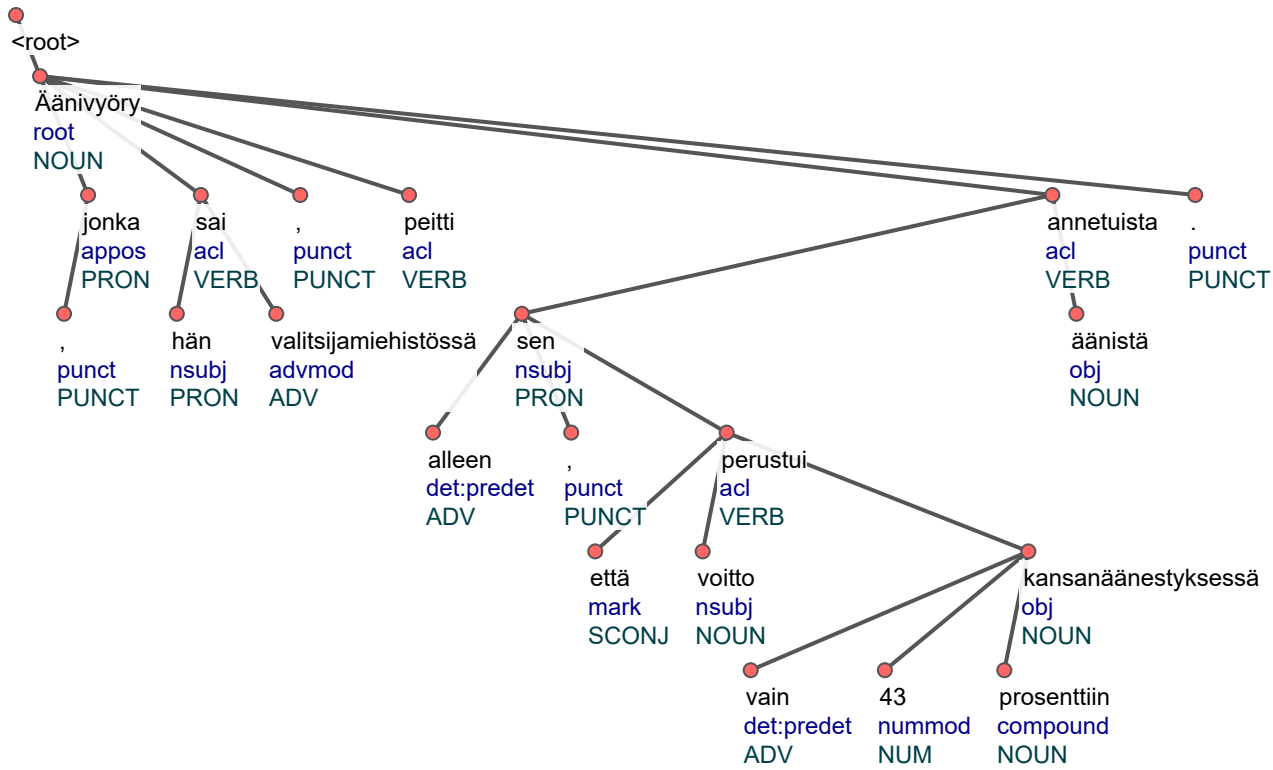 <root>
Äänivyöry
root
NOUN
jonka sai , peitti annetuista .
appos acl punct acl acl punct
PRON VERB PUNCT VERB VERB PUNCT
, hän valitsijamiehistössä sen äänistä
punct nsubj advmod nsubj obj
PUNCT PRON ADV PRON NOUN
alleen , perustui
det:predet punct acl
ADV PUNCT VERB
että voitto kansanäänestyksessä
mark nsubj obj
SCONJ NOUN NOUN
vain 43 prosenttiin
det:predet nummod compound
ADV NUM NOUN